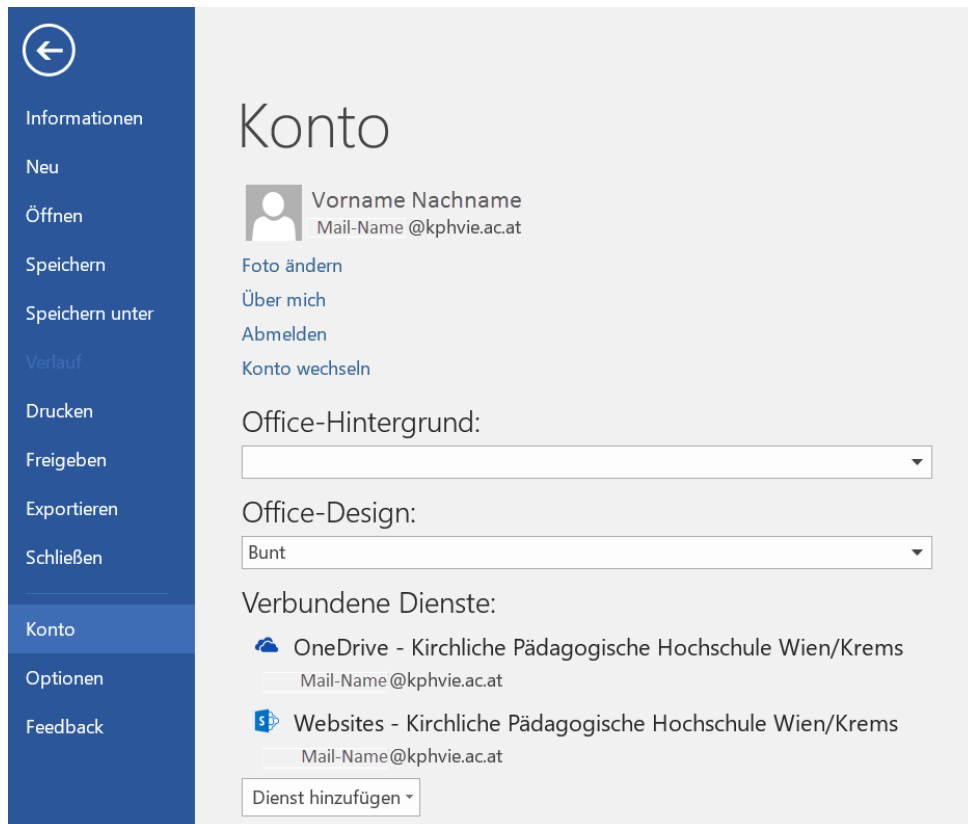 Informationen
Neu
Öffnen
Speichern
Speichern unter
Verlauf
Drucken
Freigeben
Exportieren
Schließen
Konto
Optionen
Feedback
Konto
Vorname Nachname
Mail-Name @kphvie.ac.at
Foto ändern
Über mich
Abmelden
Konto wechseln
Office-Hintergrund:
Office-Design:
Bunt
Verbundene Dienste:
OneDrive - Kirchliche Pädagogische Hochschule Wien/Krems
Mail-Name@kphvie.ac.at
Websites - Kirchliche Pädagogische Hochschule Wien/Krems
Mail-Name@kphvie.ac.at
Dienst hinzufügen